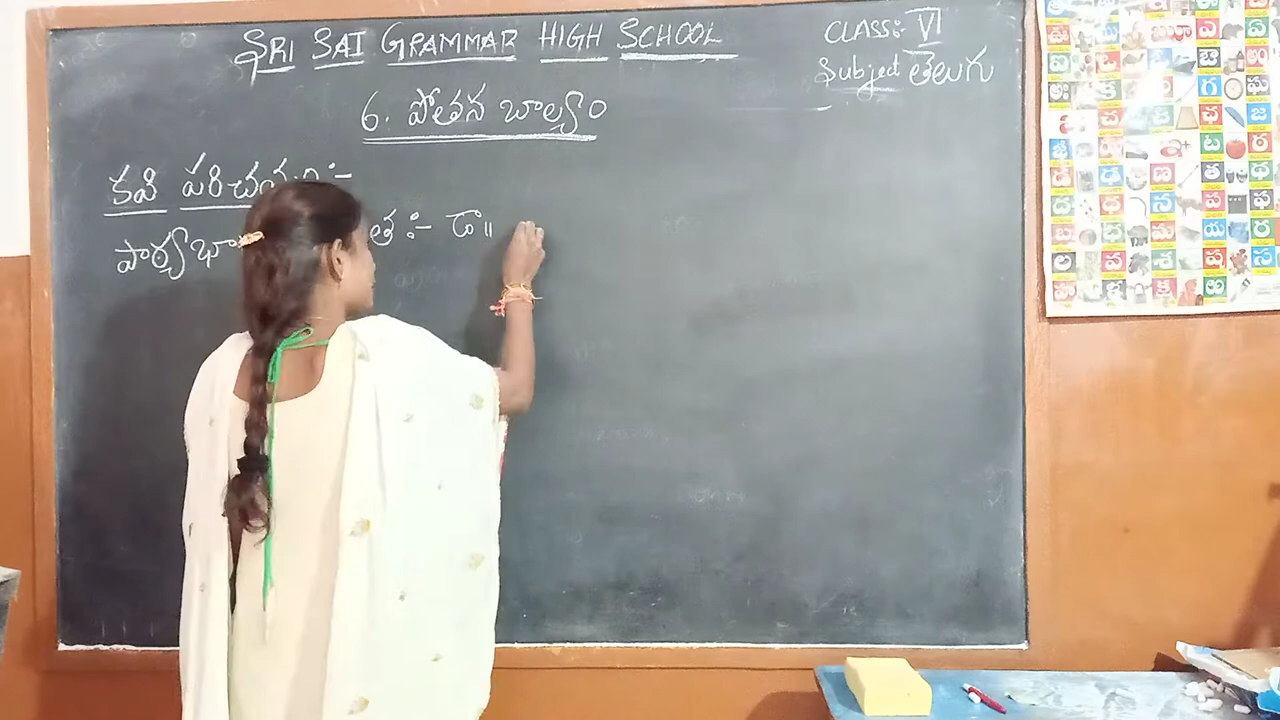 SRI SAI GRAMMAR HIGH SCHOOL
CLASS: VI
Subject తెలుగు
6. పోతన బాల్యం
కవి పరిచయం :-
పాఠ్యభా త :- డా॥